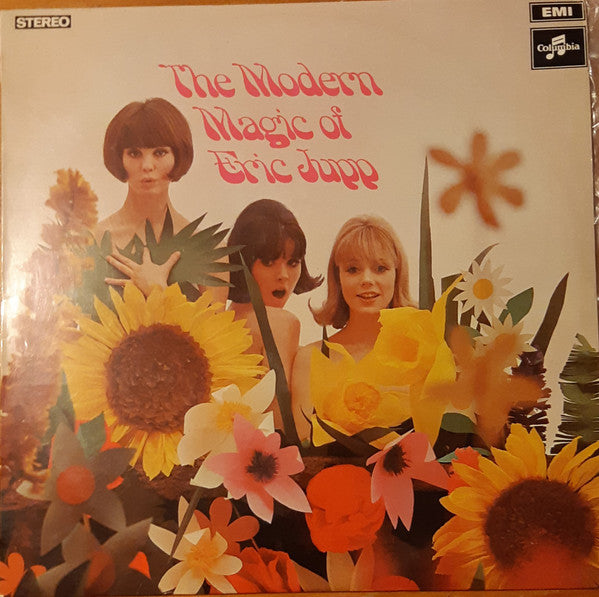 STEREO
EMI
Columbia
The Modern
Magic of
Eric Jupp